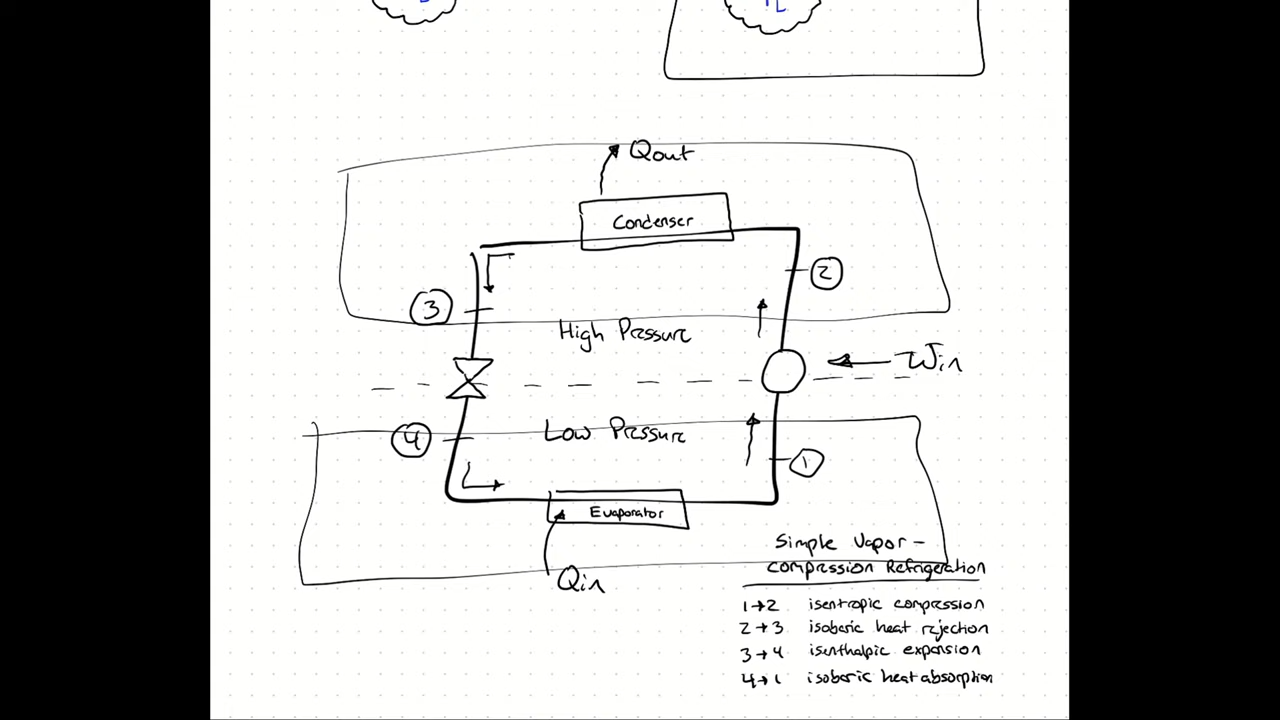 Qout
Condenser
2
3
High Pressure
Win
Low Pressure
4
1
Evaporator
Qin
Simple Vapor-
Compression Refrigeration
1→2 isentropic compression
2→3 isobaric heat rejection
3→4 isenthalpic expansion
4→1 isobaric heat absorption